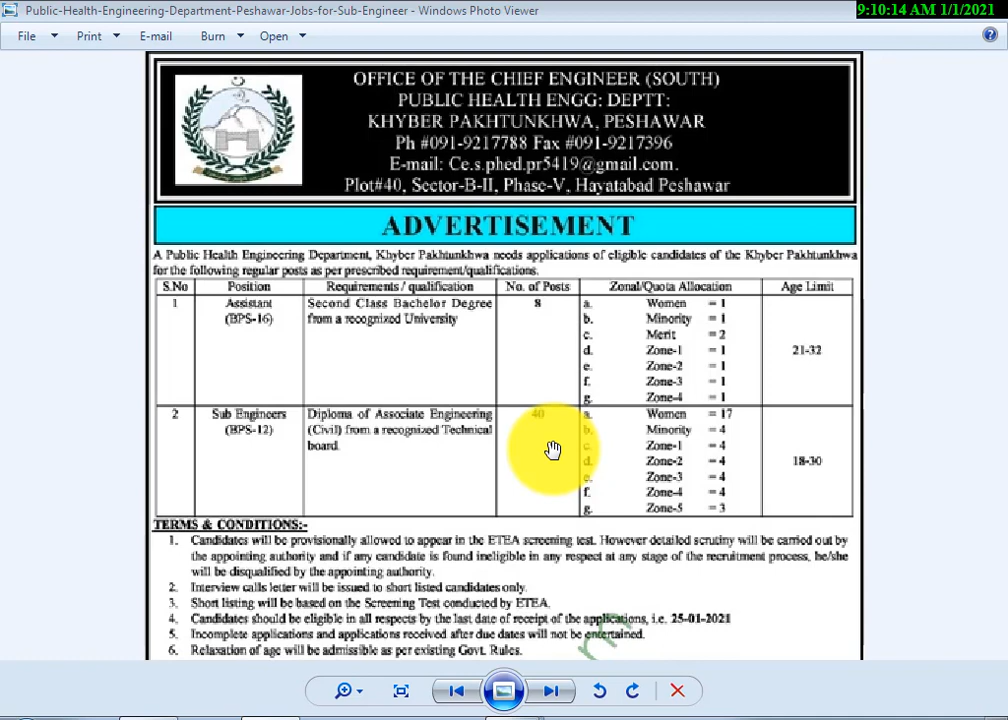 Public-Health-Engineering-Department-Peshawar-Jobs-for-Sub-Engineer - Windows Photo Viewer
9:10:14 AM 1/1/2021
File Print E-mail Burn Open
OFFICE OF THE CHIEF ENGINEER (SOUTH)
PUBLIC HEALTH ENGG: DEPTT:
KHYBER PAKHTUNKHWA, PESHAWAR
Ph #091-9217788 Fax #091-9217396
E-mail: Ce.s.phed.pr5419@gmail.com.
Plot#40, Sector-B-II, Phase-V, Hayatabad Peshawar
ADVERTISEMENT
A Public Health Engineering Department, Khyber Pakhtunkhwa needs applications of eligible candidates of the Khyber Pakhtunkhwa
for the following regular posts as per prescribed requirement/qualifications.
S.No Position Requirements / qualification No. of Posts Zonal/Quota Allocation Age Limit
1 Assistant Second Class Bachelor Degree 8 a. Women = 1
(BPS-16) from a recognized University b. Minority = 1
c. Merit = 2
d. Zone-1 = 1 21-32
e. Zone-2 = 1
f. Zone-3 = 1
g. Zone-4 = 1
2 Sub Engineers Diploma of Associate Engineering 40 a. Women = 17
(BPS-12) (Civil) from a recognized Technical b. Minority = 4
board. c. Zone-1 = 4
d. Zone-2 = 4 18-30
e. Zone-3 = 4
f. Zone-4 = 4
g. Zone-5 = 3
TERMS & CONDITIONS:-
1. Candidates will be provisionally allowed to appear in the ETEA screening test. However detailed scrutiny will be carried out by
the appointing authority and if any candidate is found ineligible in any respect at any stage of the recruitment process, he/she
will be disqualified by the appointing authority.
2. Interview calls letter will be issued to short listed candidates only.
3. Short listing will be based on the Screening Test conducted by ETEA.
4. Candidates should be eligible in all respects by the last date of receipt of the applications, i.e. 25-01-2021
5. Incomplete applications and applications received after due dates will not be entertained.
6. Relaxation of age will be admissible as per existing Govt. Rules.